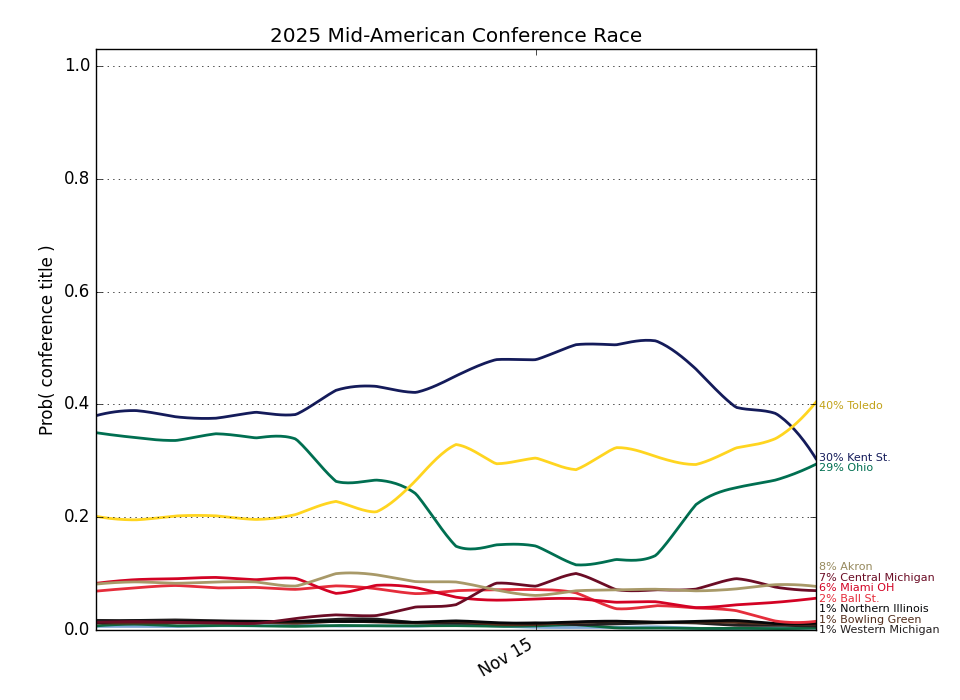 2025 Mid-American Conference Race
Prob( conference title )
1.0
0.8
0.6
0.4
0.2
0.0
Nov 15
40% Toledo
30% Kent St.
29% Ohio
8% Akron
7% Central Michigan
6% Miami OH
2% Ball St.
1% Northern Illinois
1% Bowling Green
1% Western Michigan